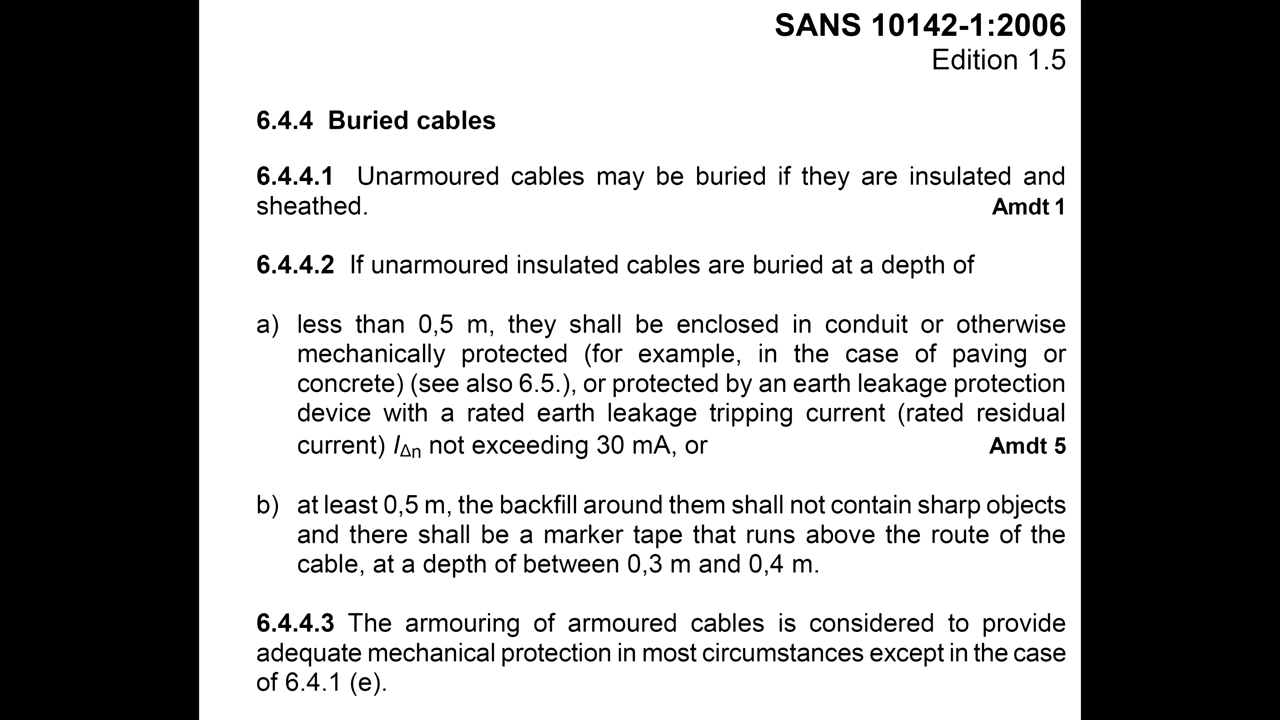 SANS 10142-1:2006
Edition 1.5
6.4.4 Buried cables
6.4.4.1 Unarmoured cables may be buried if they are insulated and
sheathed. Amdt 1
6.4.4.2 If unarmoured insulated cables are buried at a depth of
a) less than 0,5 m, they shall be enclosed in conduit or otherwise
mechanically protected (for example, in the case of paving or
concrete) (see also 6.5.), or protected by an earth leakage protection
device with a rated earth leakage tripping current (rated residual
current) IΔn not exceeding 30 mA, or Amdt 5
b) at least 0,5 m, the backfill around them shall not contain sharp objects
and there shall be a marker tape that runs above the route of the
cable, at a depth of between 0,3 m and 0,4 m.
6.4.4.3 The armouring of armoured cables is considered to provide
adequate mechanical protection in most circumstances except in the case
of 6.4.1 (e).